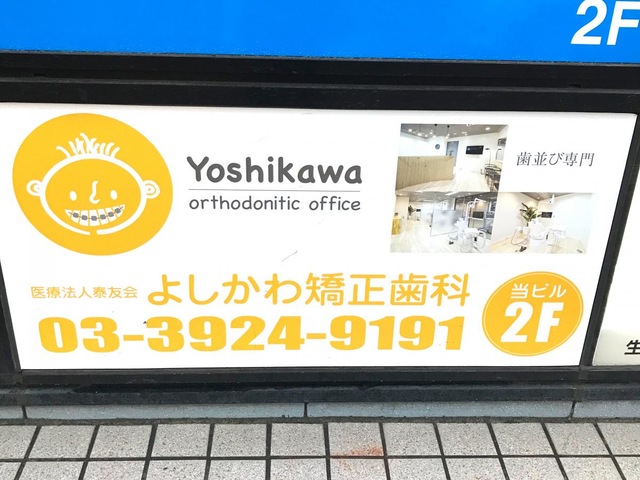 2F
Yoshikawa
orthodonitic office
歯並び専門
医療法人泰友会 よしかわ矯正歯科
03-3924-9191
当ビル
2F
生